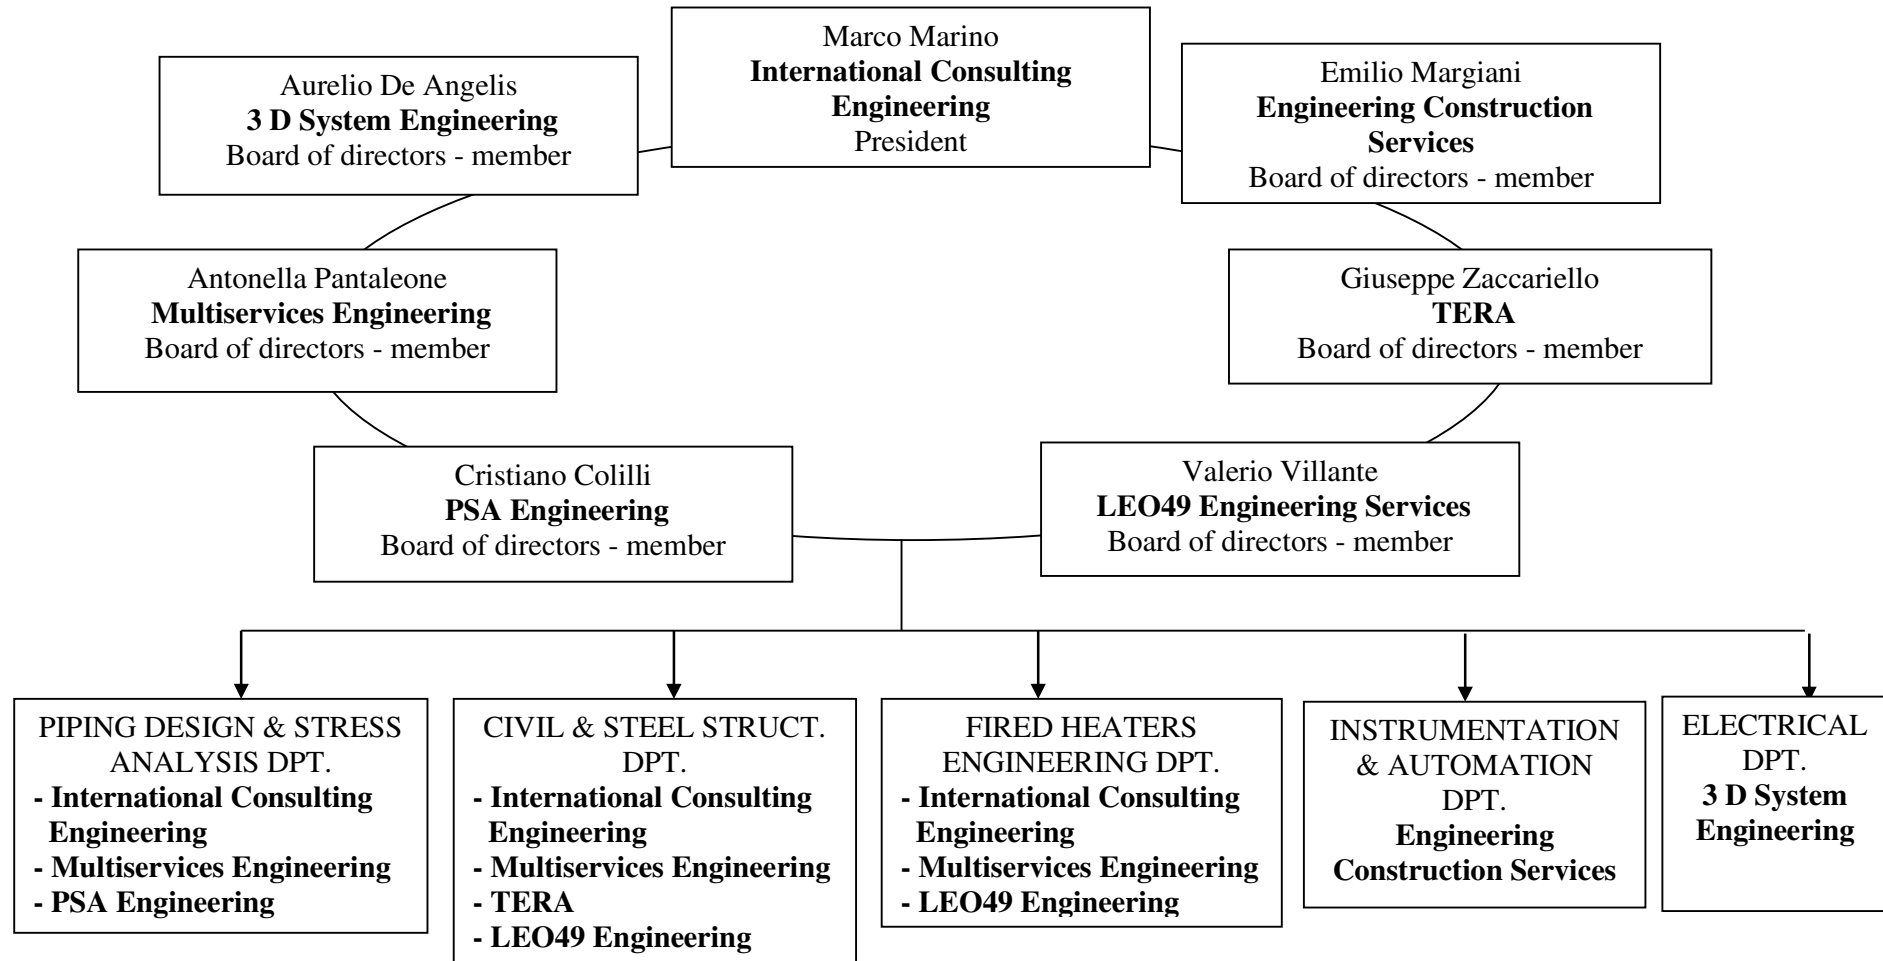 Marco Marino
International Consulting
Engineering
President
Aurelio De Angelis
3 D System Engineering
Board of directors - member
Emilio Margiani
Engineering Construction
Services
Board of directors - member
Antonella Pantaleone
Multiservices Engineering
Board of directors - member
Giuseppe Zaccariello
TERA
Board of directors - member
Cristiano Colilli
PSA Engineering
Board of directors - member
Valerio Villante
LEO49 Engineering Services
Board of directors - member
PIPING DESIGN & STRESS
ANALYSIS DPT.
- International Consulting
Engineering
- Multiservices Engineering
- PSA Engineering
CIVIL & STEEL STRUCT.
DPT.
- International Consulting
Engineering
- Multiservices Engineering
- TERA
- LEO49 Engineering
FIRED HEATERS
ENGINEERING DPT.
- International Consulting
Engineering
- Multiservices Engineering
- LEO49 Engineering
INSTRUMENTATION
& AUTOMATION
DPT.
Engineering
Construction Services
ELECTRICAL
DPT.
3 D System
Engineering